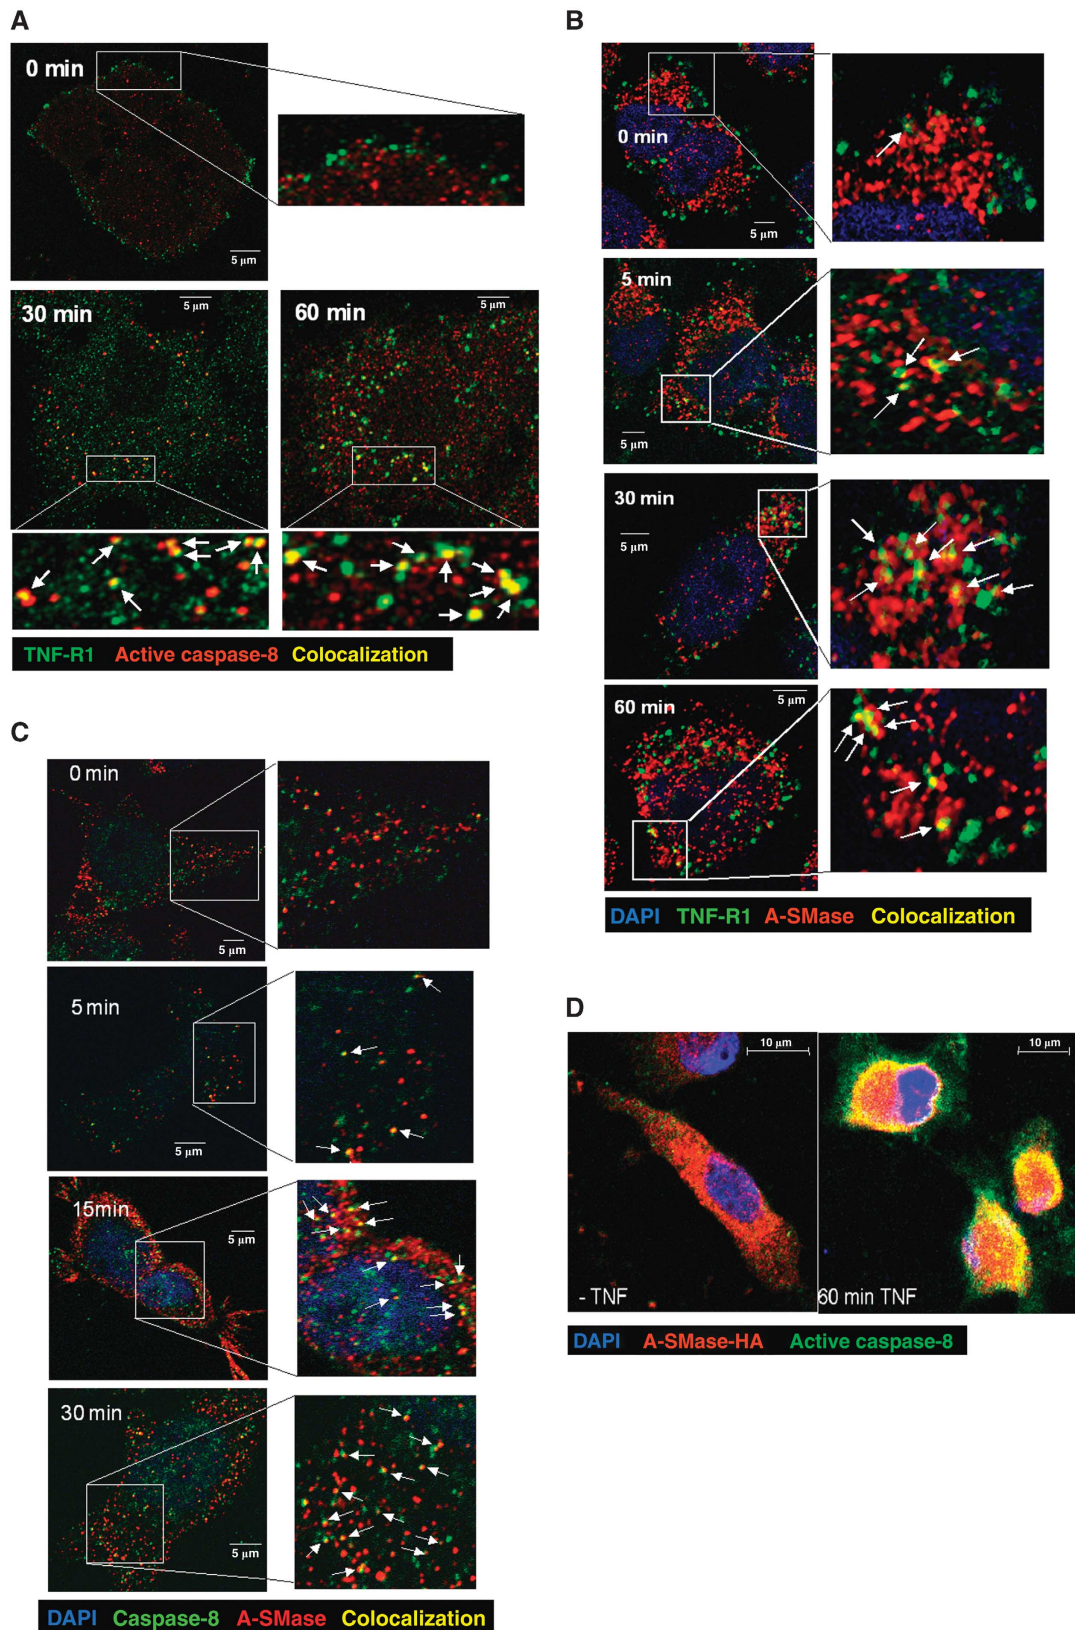 A
0 min
5 µm
30 min
5 µm
60 min
5 µm
TNF-R1 Active caspase-8 Colocalization
B
0 min
5 µm
5 min
5 µm
30 min
5 µm
60 min
5 µm
DAPI TNF-R1 A-SMase Colocalization
C
0 min
5 µm
5 min
5 µm
15min
5 µm
30 min
5 µm
DAPI Caspase-8 A-SMase Colocalization
D
10 µm
- TNF
10 µm
60 min TNF
DAPI A-SMase-HA Active caspase-8